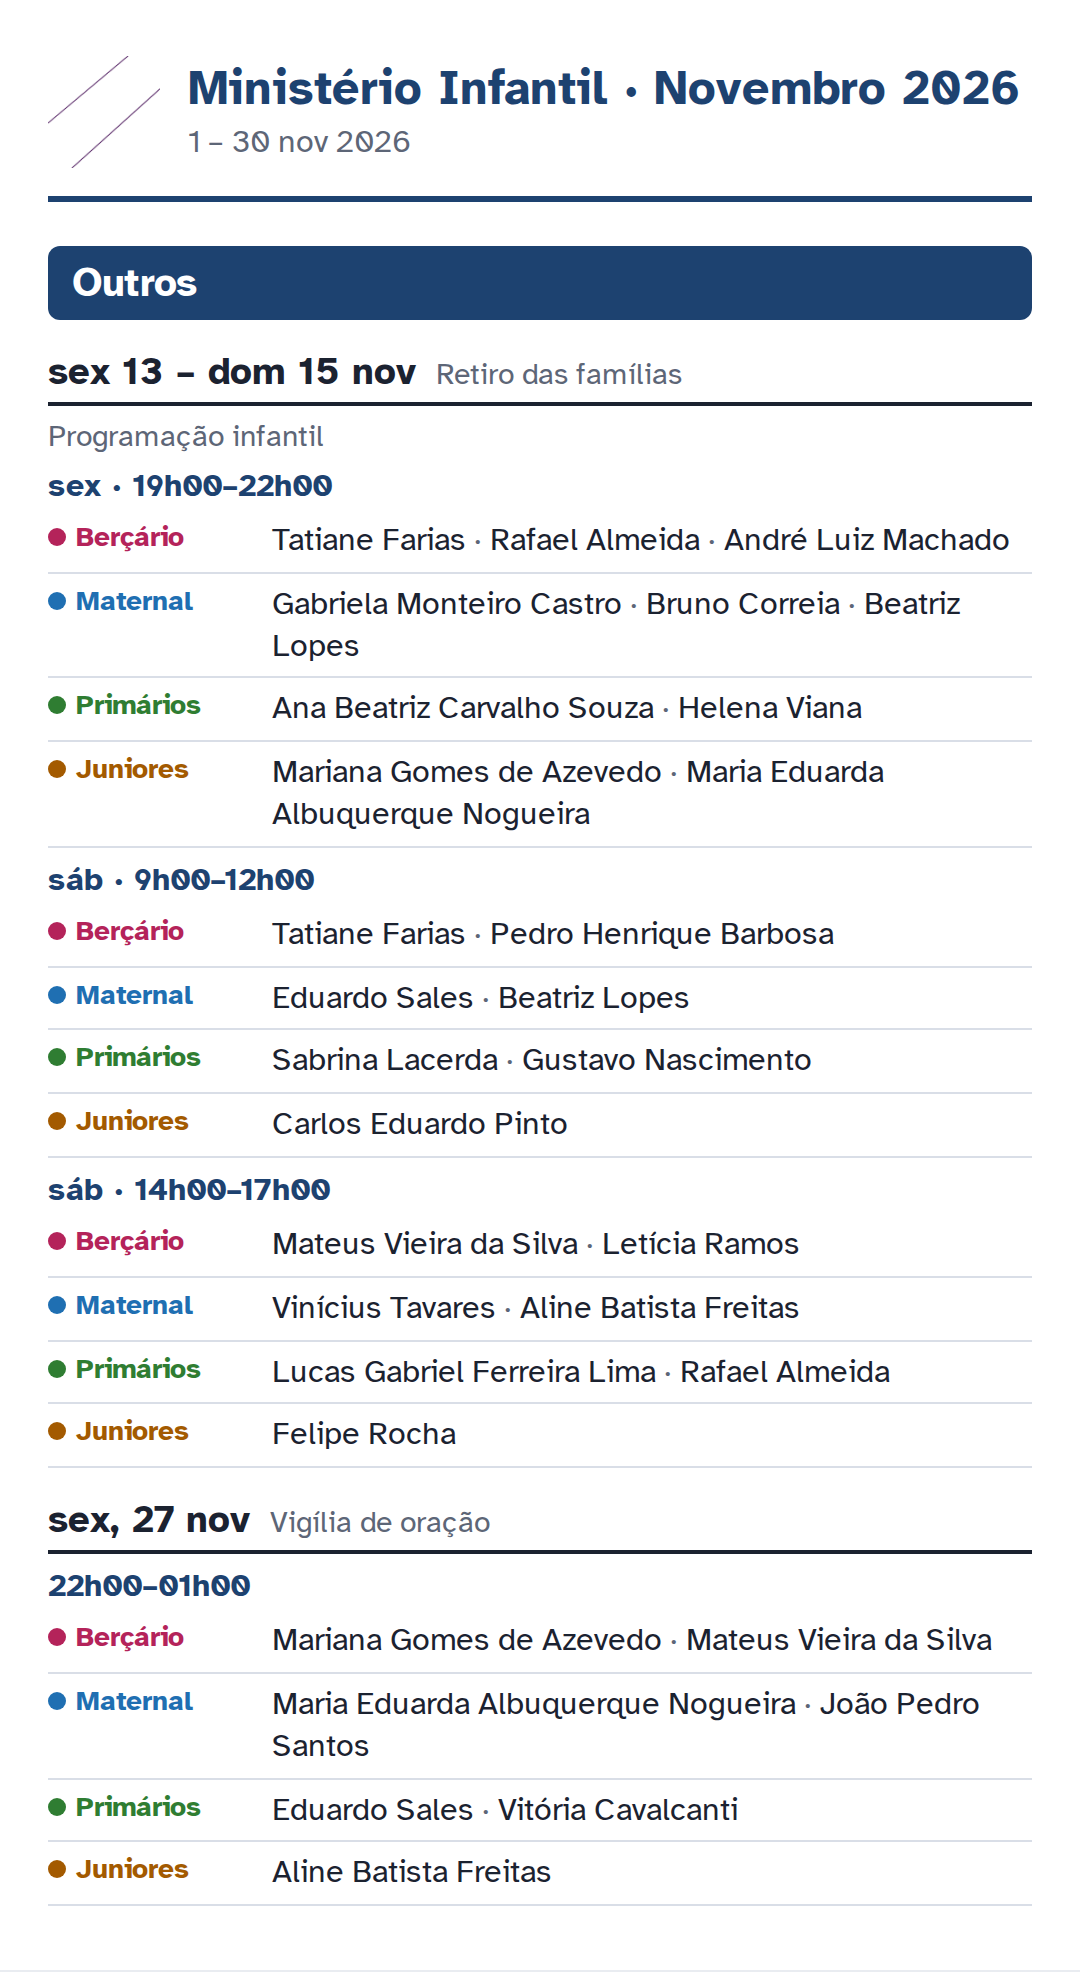 Ministério Infantil • Novembro 2026
1 – 30 nov 2026
Outros
sex 13 – dom 15 nov Retiro das famílias
Programação infantil
sex • 19h00–22h00
Berçário Tatiane Farias · Rafael Almeida · André Luiz Machado
Maternal Gabriela Monteiro Castro · Bruno Correia · Beatriz
Lopes
Primários Ana Beatriz Carvalho Souza · Helena Viana
Juniores Mariana Gomes de Azevedo · Maria Eduarda
Albuquerque Nogueira
sáb • 9h00–12h00
Berçário Tatiane Farias · Pedro Henrique Barbosa
Maternal Eduardo Sales · Beatriz Lopes
Primários Sabrina Lacerda · Gustavo Nascimento
Juniores Carlos Eduardo Pinto
sáb • 14h00–17h00
Berçário Mateus Vieira da Silva · Letícia Ramos
Maternal Vinícius Tavares · Aline Batista Freitas
Primários Lucas Gabriel Ferreira Lima · Rafael Almeida
Juniores Felipe Rocha
sex, 27 nov Vigília de oração
22h00–01h00
Berçário Mariana Gomes de Azevedo · Mateus Vieira da Silva
Maternal Maria Eduarda Albuquerque Nogueira · João Pedro
Santos
Primários Eduardo Sales · Vitória Cavalcanti
Juniores Aline Batista Freitas